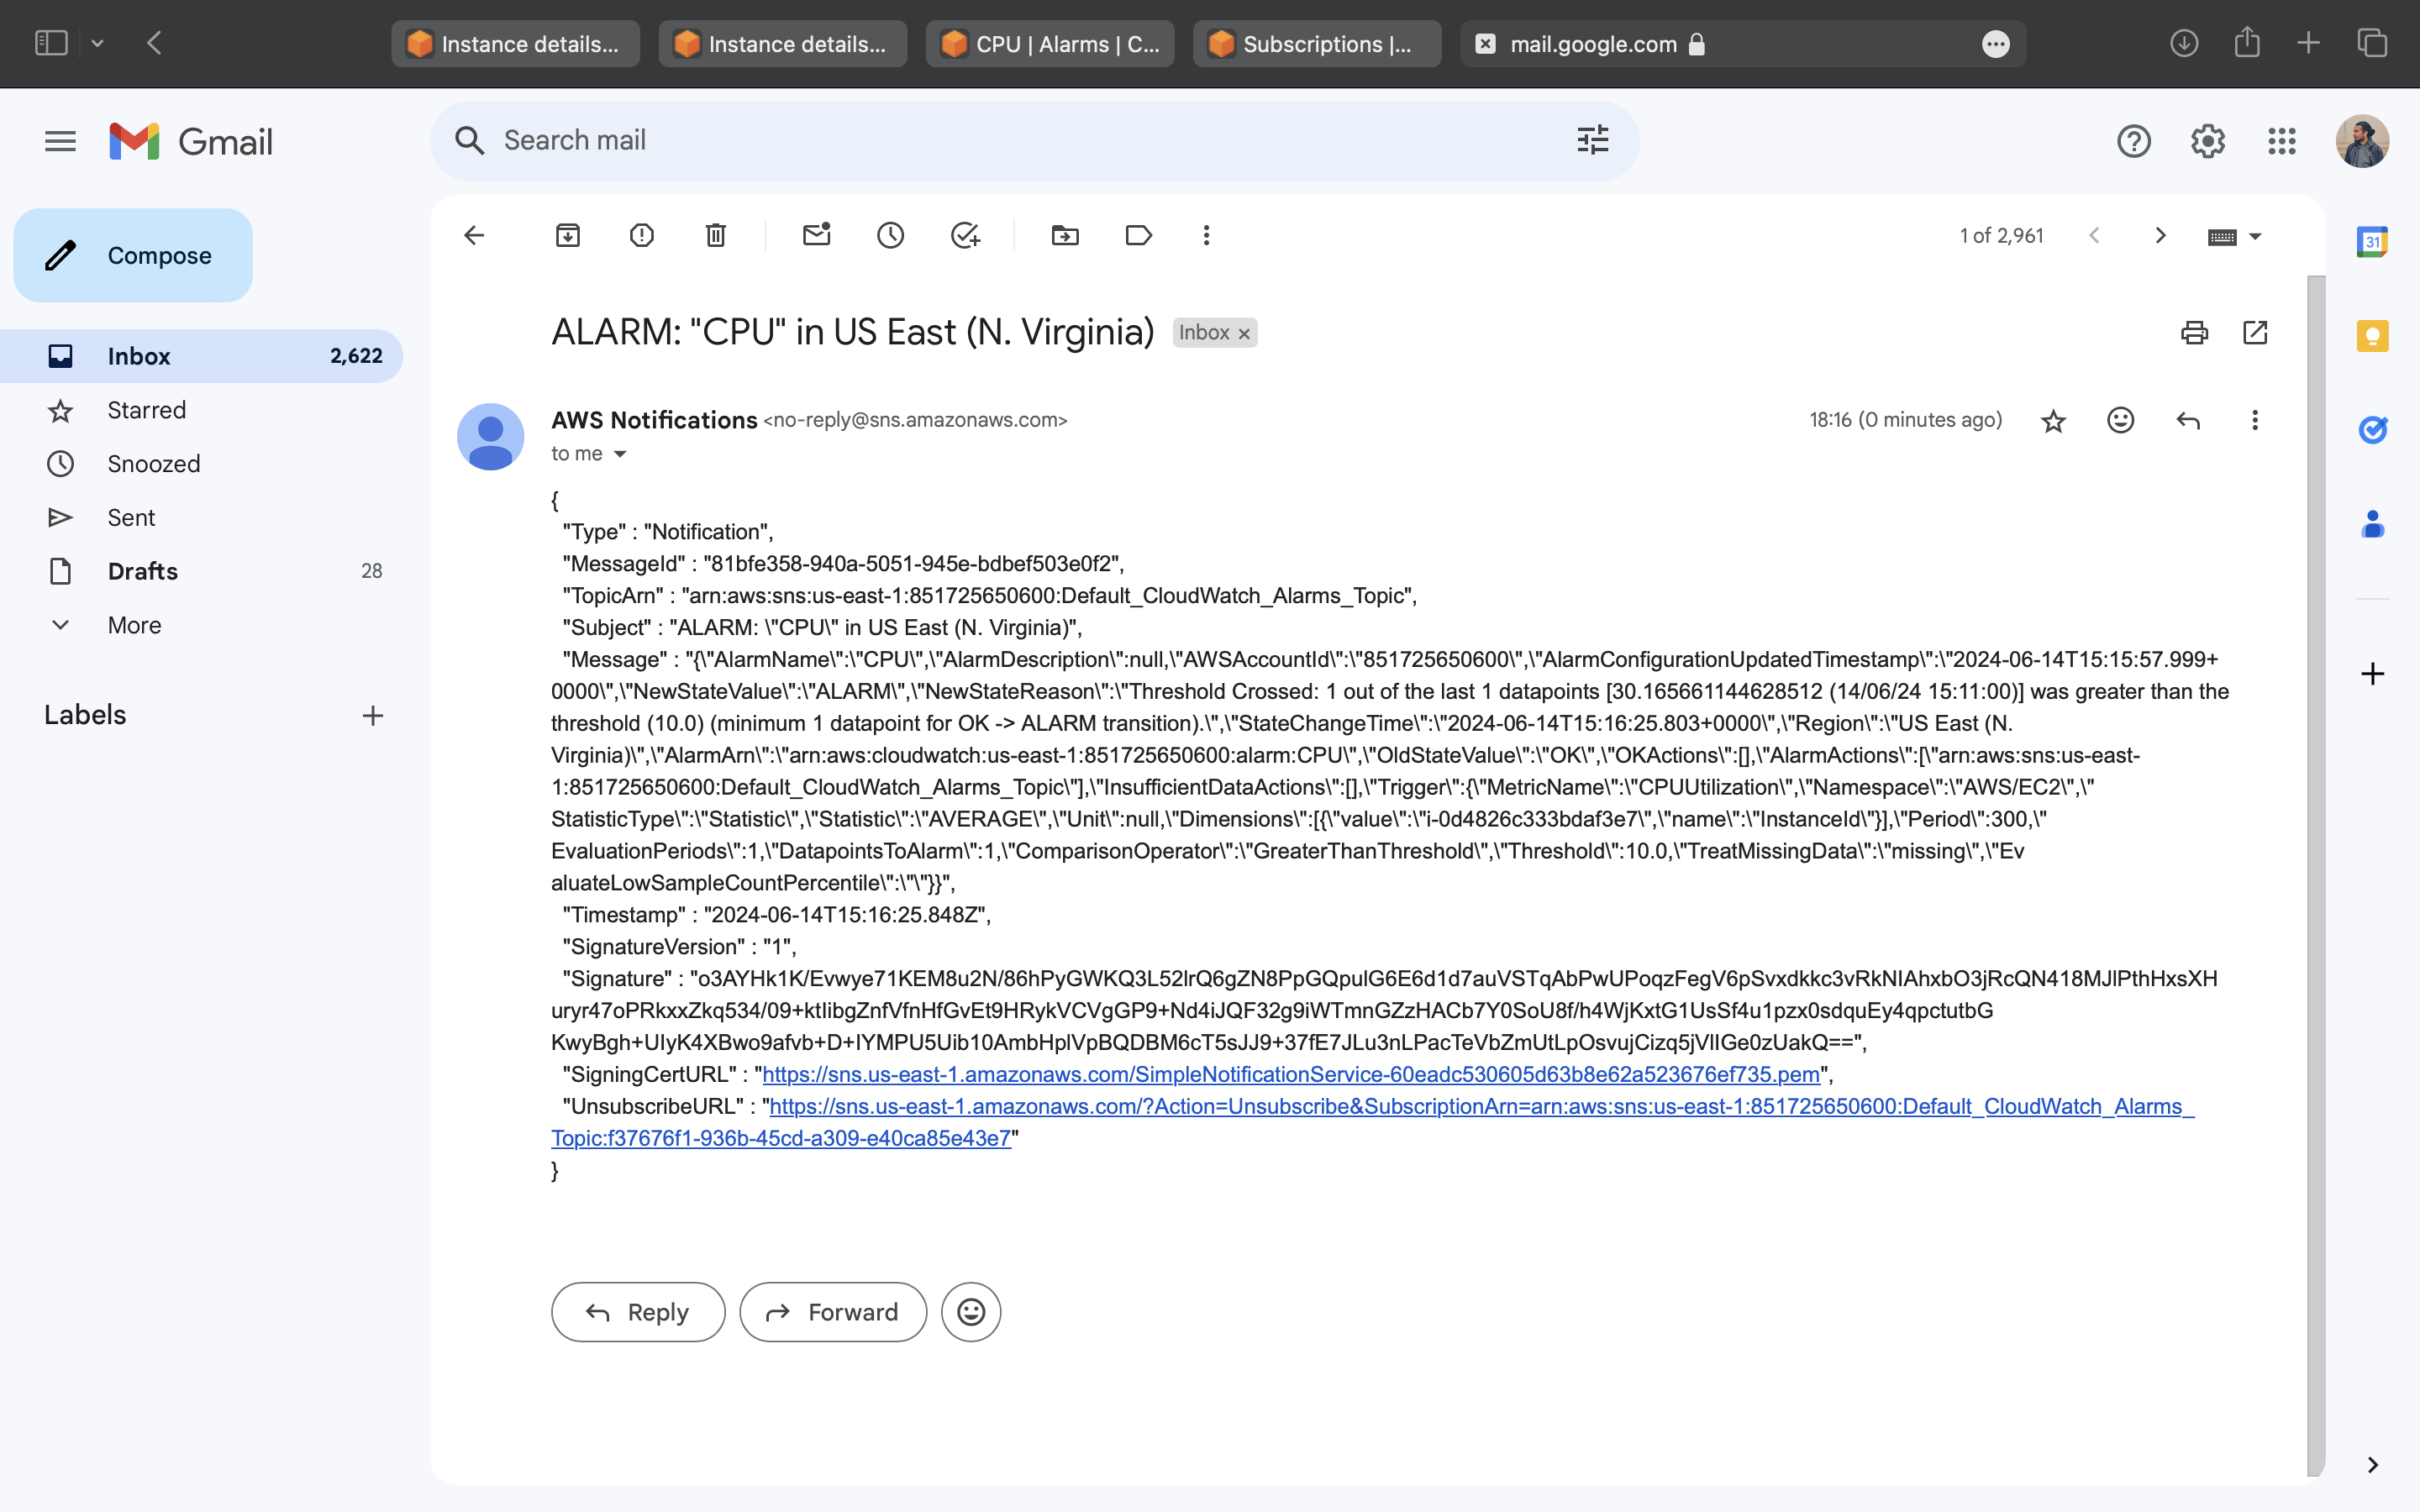 Instance details...
Instance details...
CPU | Alarms | C...
Subscriptions |...
mail.google.com
Gmail
Search mail
Compose
1 of 2,961
31
Inbox 2,622
Starred
Snoozed
Sent
Drafts 28
More
Labels
ALARM: "CPU" in US East (N. Virginia) Inbox
AWS Notifications <no-reply@sns.amazonaws.com> 18:16 (0 minutes ago)
to me
{
"Type" : "Notification",
"MessageId" : "81bfe358-940a-5051-945e-bdbef503e0f2",
"TopicArn" : "arn:aws:sns:us-east-1:851725650600:Default_CloudWatch_Alarms_Topic",
"Subject" : "ALARM: \"CPU\" in US East (N. Virginia)",
"Message" : "{\"AlarmName\":\"CPU\",\"AlarmDescription\":null,\"AWSAccountId\":\"851725650600\",\"AlarmConfigurationUpdatedTimestamp\":\"2024-06-14T15:15:57.999+
0000\",\"NewStateValue\":\"ALARM\",\"NewStateReason\":\"Threshold Crossed: 1 out of the last 1 datapoints [30.165661144628512 (14/06/24 15:11:00)] was greater than the
threshold (10.0) (minimum 1 datapoint for OK -> ALARM transition).\",\"StateChangeTime\":\"2024-06-14T15:16:25.803+0000\",\"Region\":\"US East (N.
Virginia)\",\"AlarmArn\":\"arn:aws:cloudwatch:us-east-1:851725650600:alarm:CPU\",\"OldStateValue\":\"OK\",\"OKActions\":[],\"AlarmActions\":[\"arn:aws:sns:us-east-
1:851725650600:Default_CloudWatch_Alarms_Topic\"],\"InsufficientDataActions\":[],\"Trigger\":{\"MetricName\":\"CPUUtilization\",\"Namespace\":\"AWS/EC2\",\"
StatisticType\":\"Statistic\",\"Statistic\":\"AVERAGE\",\"Unit\":null,\"Dimensions\":[{\"value\":\"i-0d4826c333bdaf3e7\",\"name\":\"InstanceId\"}],\"Period\":300,\"
EvaluationPeriods\":1,\"DatapointsToAlarm\":1,\"ComparisonOperator\":\"GreaterThanThreshold\",\"Threshold\":10.0,\"TreatMissingData\":\"missing\",\"Ev
aluateLowSampleCountPercentile\":\"\"}}",
"Timestamp" : "2024-06-14T15:16:25.848Z",
"SignatureVersion" : "1",
"Signature" : "o3AYHk1K/Evwye71KEM8u2N/86hPyGWKQ3L52lrQ6gZN8PpGQpulG6E6d1d7auVSTqAbPwUPoqzFegV6pSvxdkkc3vRkNIAhxbO3jRcQN418MJlPthHxsXH
uryr47oPRkxxZkq534/09+ktIibgZnfVfnHfGvEt9HRykVCVgGP9+Nd4iJQF32g9iWTmnGZzHACb7Y0SoU8f/h4WjKxtG1UsSf4u1pzx0sdquEy4qpctutbG
KwyBgh+UIyK4XBwo9afvb+D+IYMPU5Uib10AmbHplVpBQDBM6cT5sJJ9+37fE7JLu3nLPacTeVbZmUtLpOsvujCizq5jVlIGe0zUakQ==",
"SigningCertURL" : "https://sns.us-east-1.amazonaws.com/SimpleNotificationService-60eadc530605d63b8e62a523676ef735.pem",
"UnsubscribeURL" : "https://sns.us-east-1.amazonaws.com/?Action=Unsubscribe&SubscriptionArn=arn:aws:sns:us-east-1:851725650600:Default_CloudWatch_Alarms_
Topic:f37676f1-936b-45cd-a309-e40ca85e43e7"
}
Reply
Forward